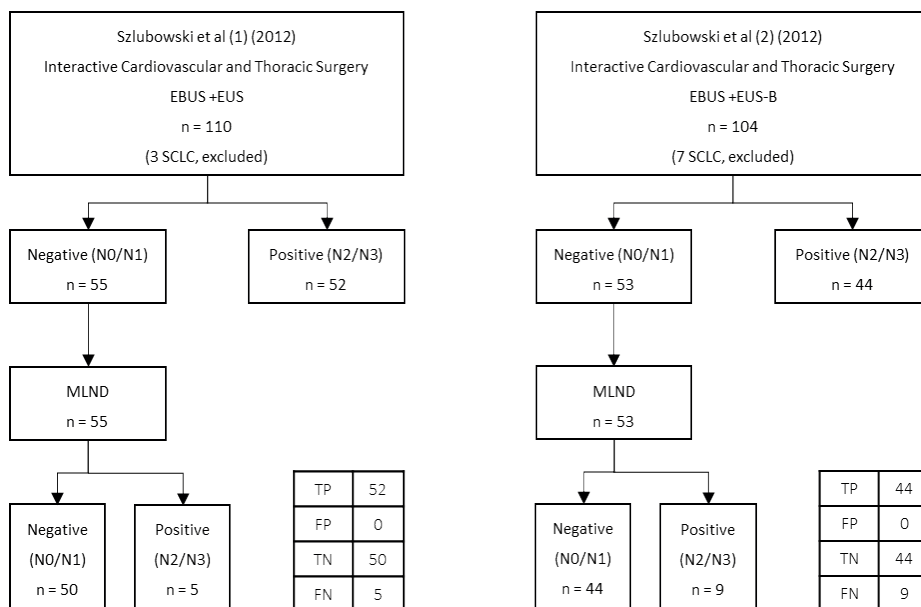 Szlubowski et al (1) (2012)
Interactive Cardiovascular and Thoracic Surgery
EBUS +EUS
n = 110
(3 SCLC, excluded)
Negative (N0/N1)
n = 55
Positive (N2/N3)
n = 52
MLND
n = 55
Negative
(N0/N1)
n = 50
Positive
(N2/N3)
n = 5
TP 52
FP 0
TN 50
FN 5
Szlubowski et al (2) (2012)
Interactive Cardiovascular and Thoracic Surgery
EBUS +EUS-B
n = 104
(7 SCLC, excluded)
Negative (N0/N1)
n = 53
Positive (N2/N3)
n = 44
MLND
n = 53
Negative
(N0/N1)
n = 44
Positive
(N2/N3)
n = 9
TP 44
FP 0
TN 44
FN 9